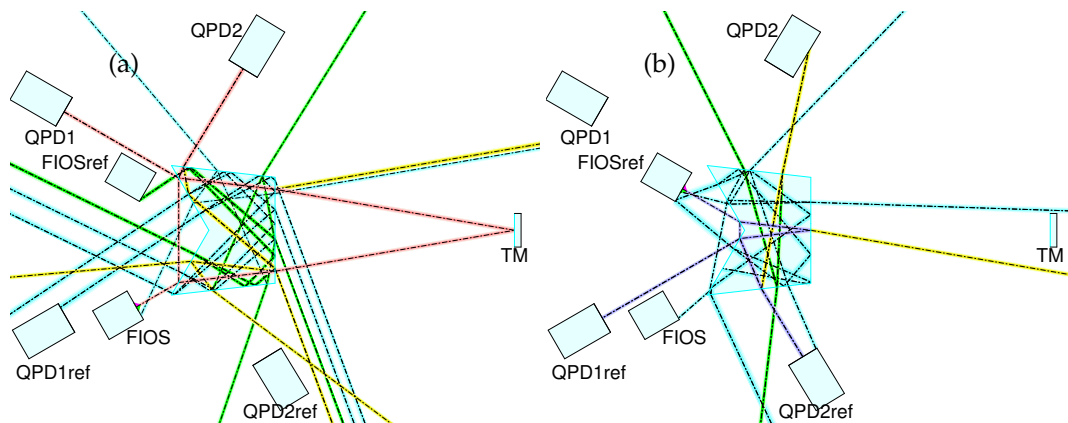 (a)
QPD2
QPD1
FIOSref
TM
FIOS
QPD1ref
QPD2ref
(b)
QPD2
QPD1
FIOSref
TM
FIOS
QPD1ref
QPD2ref